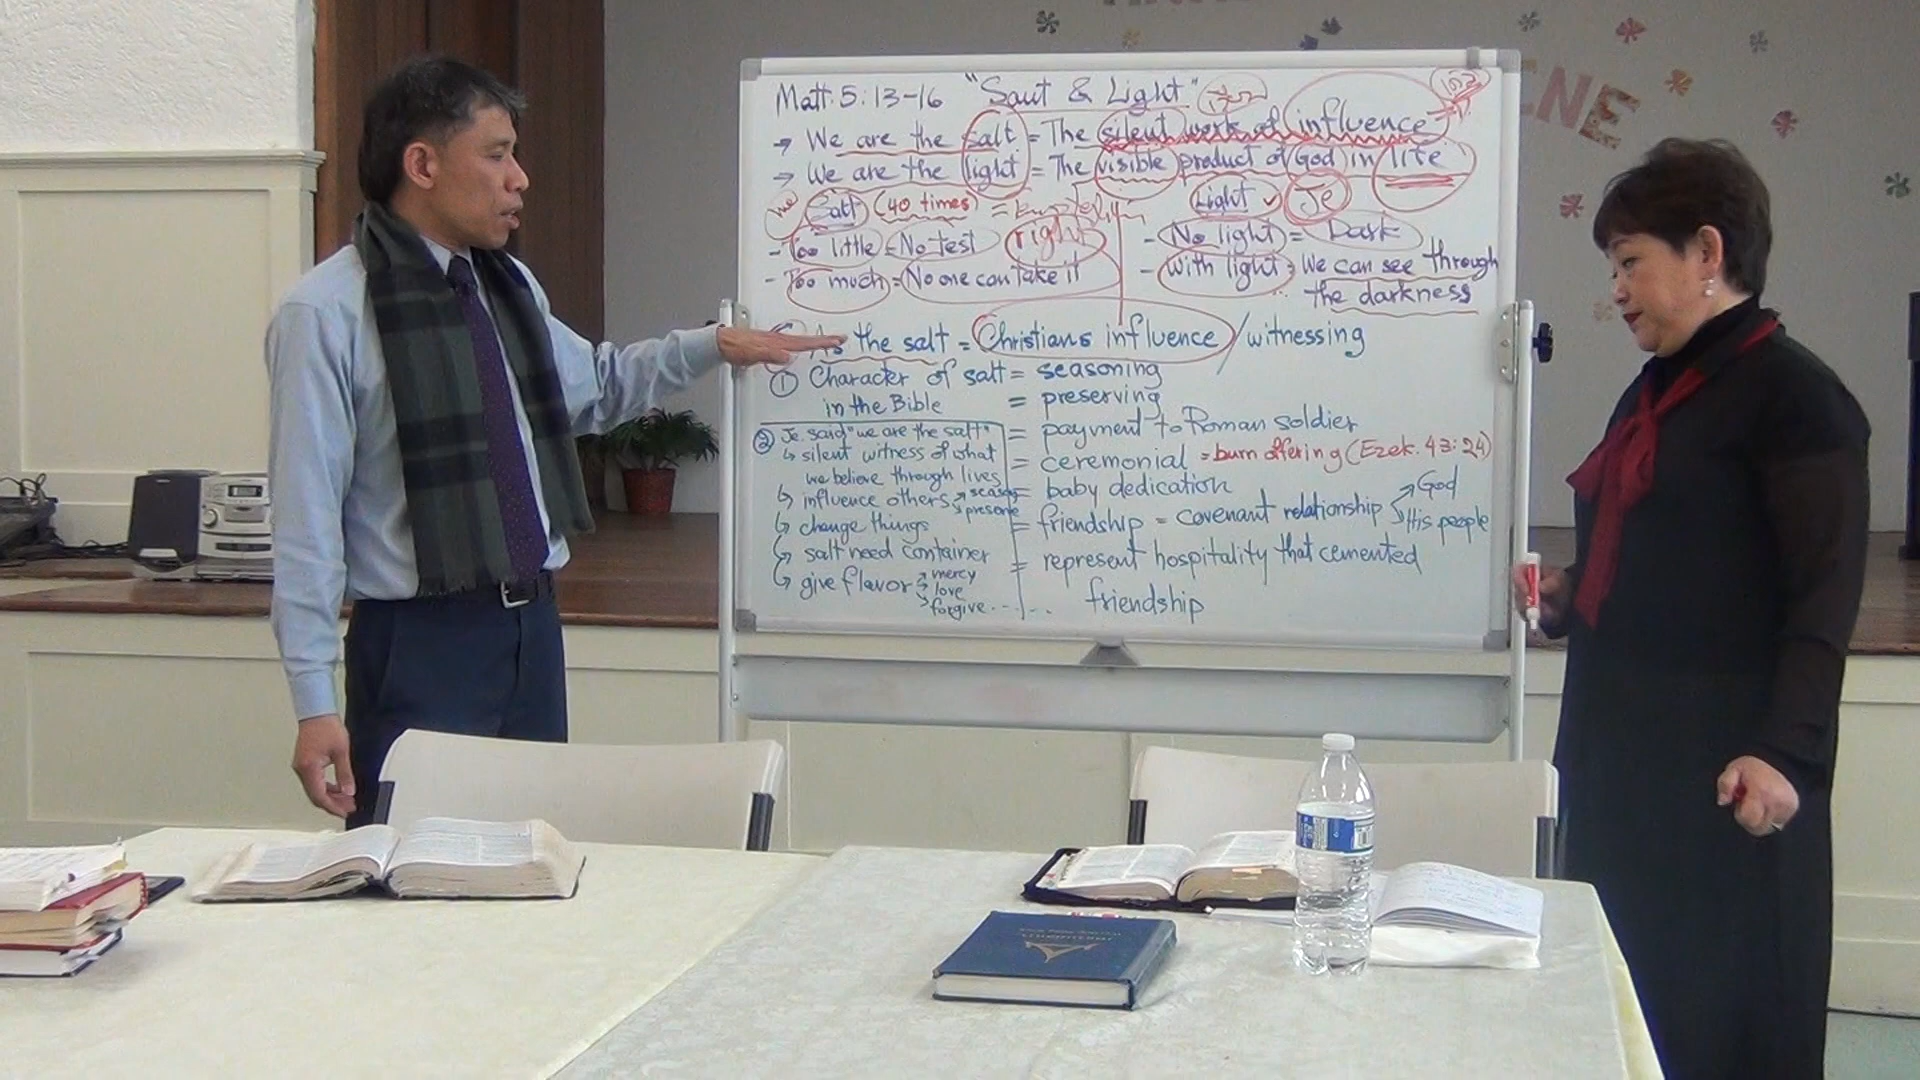 Matt. 5:13-16 "Saut & Light"
→ We are the salt = The silent work of influence
→ We are the light = The visible product of God in life
Salt (40 times) =
Light ✓ Je
- Too little = No test right
- No light = Dark
- Too much = No one can take it
- With light = We can see through
the darkness
As the salt = Christians influence / witnessing
① Character of salt = seasoning
in the Bible = preserving
= payment to Roman soldier
= ceremonial = burn offering (Ezek. 43:24)
= baby dedication
= friendship = covenant relationship → God
→ His people
= represent hospitality that cemented
friendship
② Je. said "we are the salt"
↳ silent witness of what
we believe through lives
↳ influence others
↳ change things
↳ salt need container
↳ give flavor → mercy
→ love
→ forgive....
ENE